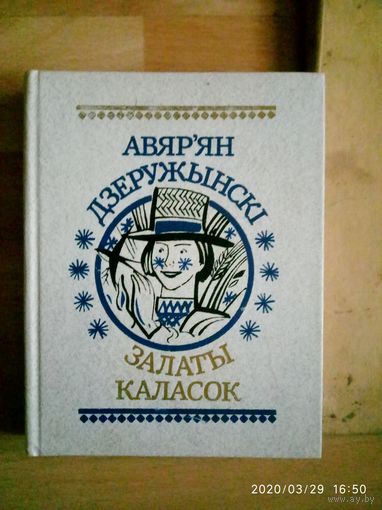 АВЯР'ЯН
ДЗЕРУЖЫНСКІ
ЗАЛАТЫ
КАЛАСОК
2020/03/29 16:50
www.ay.by